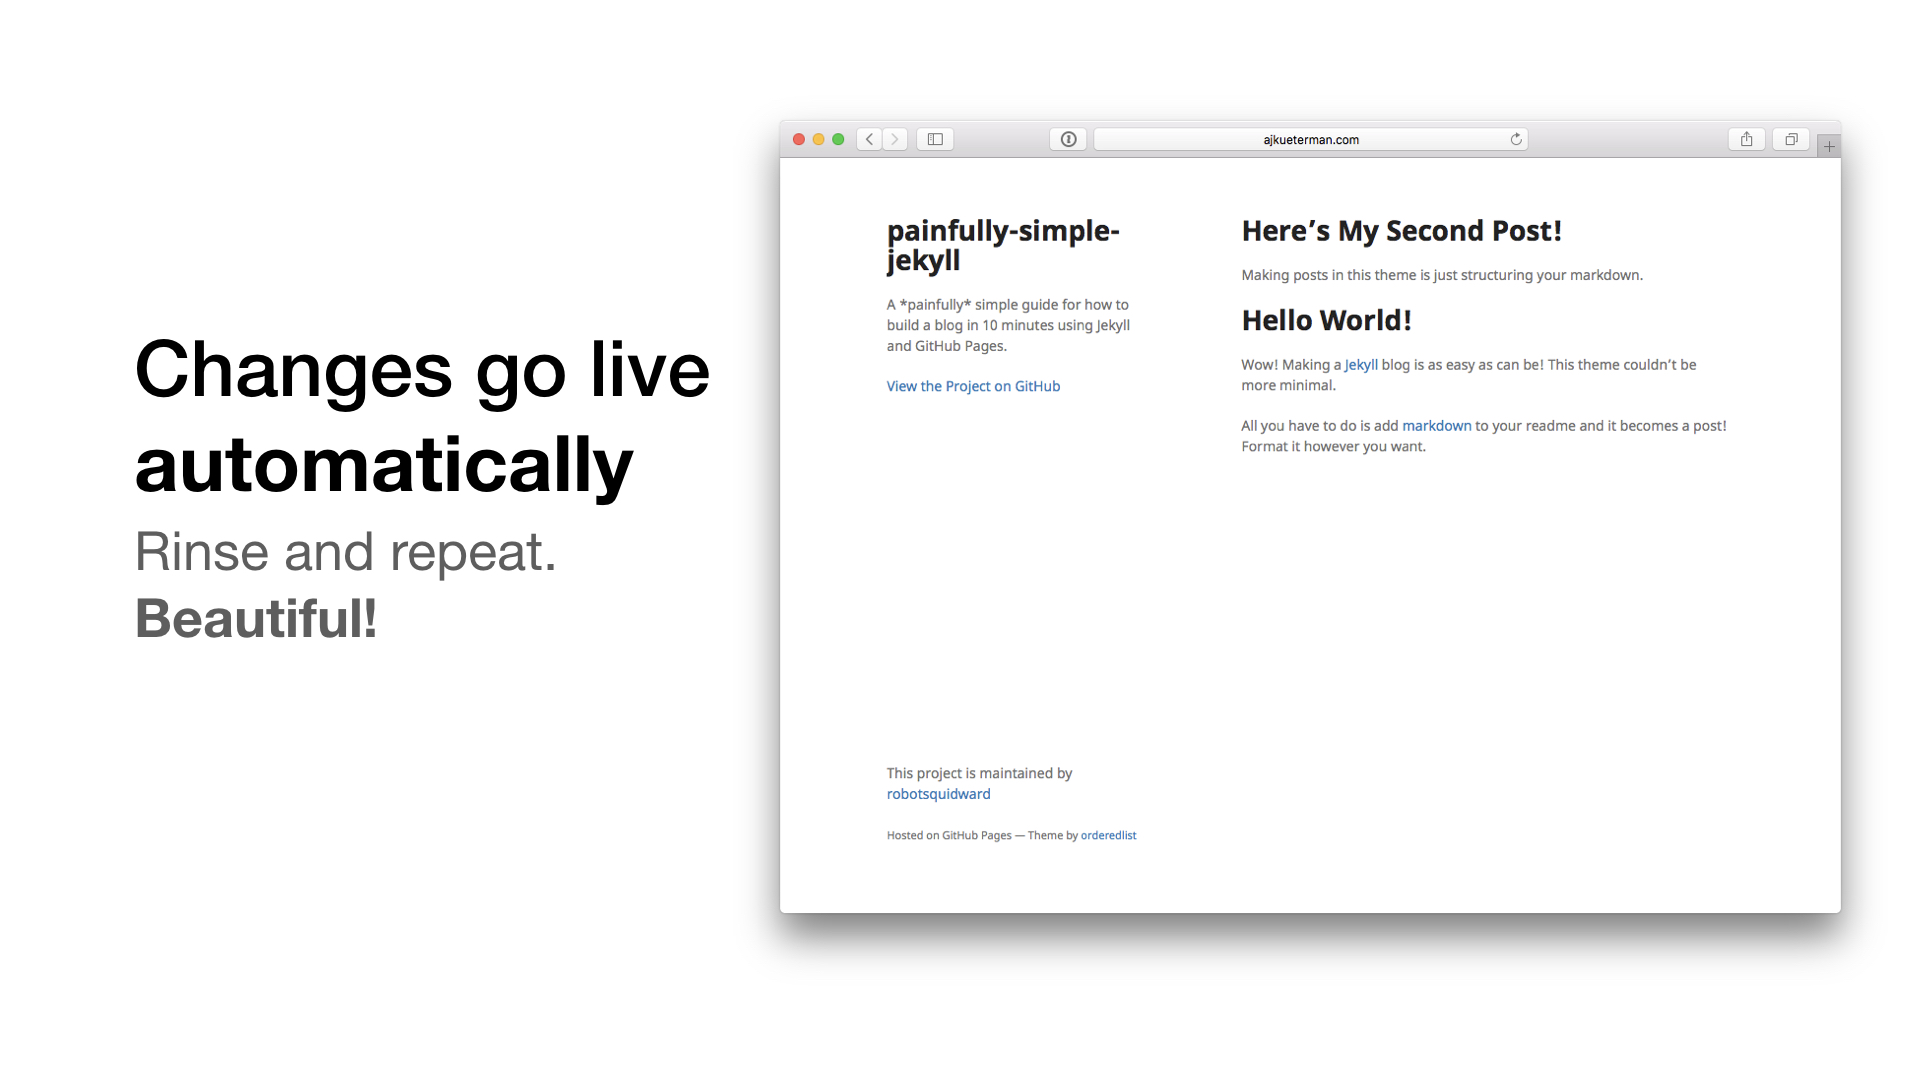 Changes go live
automatically
Rinse and repeat.
Beautiful!
ajkueterman.com
painfully-simple-
jekyll
A *painfully* simple guide for how to
build a blog in 10 minutes using Jekyll
and GitHub Pages.
View the Project on GitHub
This project is maintained by
robotsquidward
Hosted on GitHub Pages — Theme by orderedlist
Here’s My Second Post!
Making posts in this theme is just structuring your markdown.
Hello World!
Wow! Making a Jekyll blog is as easy as can be! This theme couldn’t be
more minimal.
All you have to do is add markdown to your readme and it becomes a post!
Format it however you want.